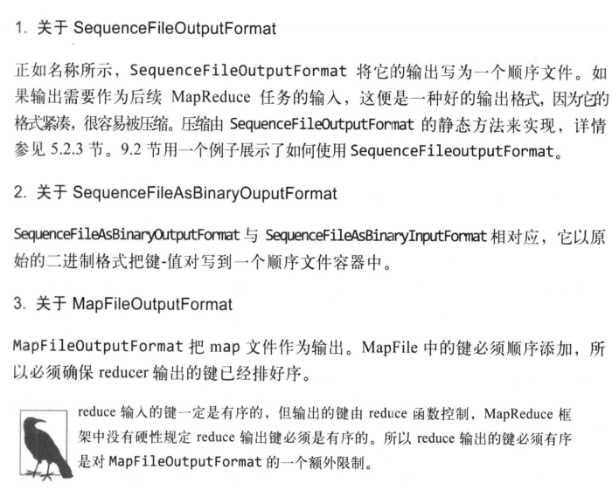 1. 关于 SequenceFileOutputFormat
正如名称所示，SequenceFileOutputFormat 将它的输出写为一个顺序文件。如
果输出需要作为后续 MapReduce 任务的输入，这便是一种好的输出格式，因为它的
格式紧凑，很容易被压缩。压缩由 SequenceFileOutputFormat 的静态方法来实现，详情
参见 5.2.3 节。9.2 节用一个例子展示了如何使用 SequenceFileoutputFormat。
2. 关于 SequenceFileAsBinaryOuputFormat
SequenceFileAsBinaryOutputFormat 与 SequenceFileAsBinaryInputFormat 相对应，它以原
始的二进制格式把键-值对写到一个顺序文件容器中。
3. 关于 MapFileOutputFormat
MapFileOutputFormat 把 map 文件作为输出。MapFile 中的键必须顺序添加，所
以必须确保 reducer 输出的键已经排好序。
reduce 输入的键一定是有序的，但输出的键由 reduce 函数控制，MapReduce 框
架中没有硬性规定 reduce 输出键必须是有序的。所以 reduce 输出的键必须有序
是对 MapFileOutputFormat 的一个额外限制。